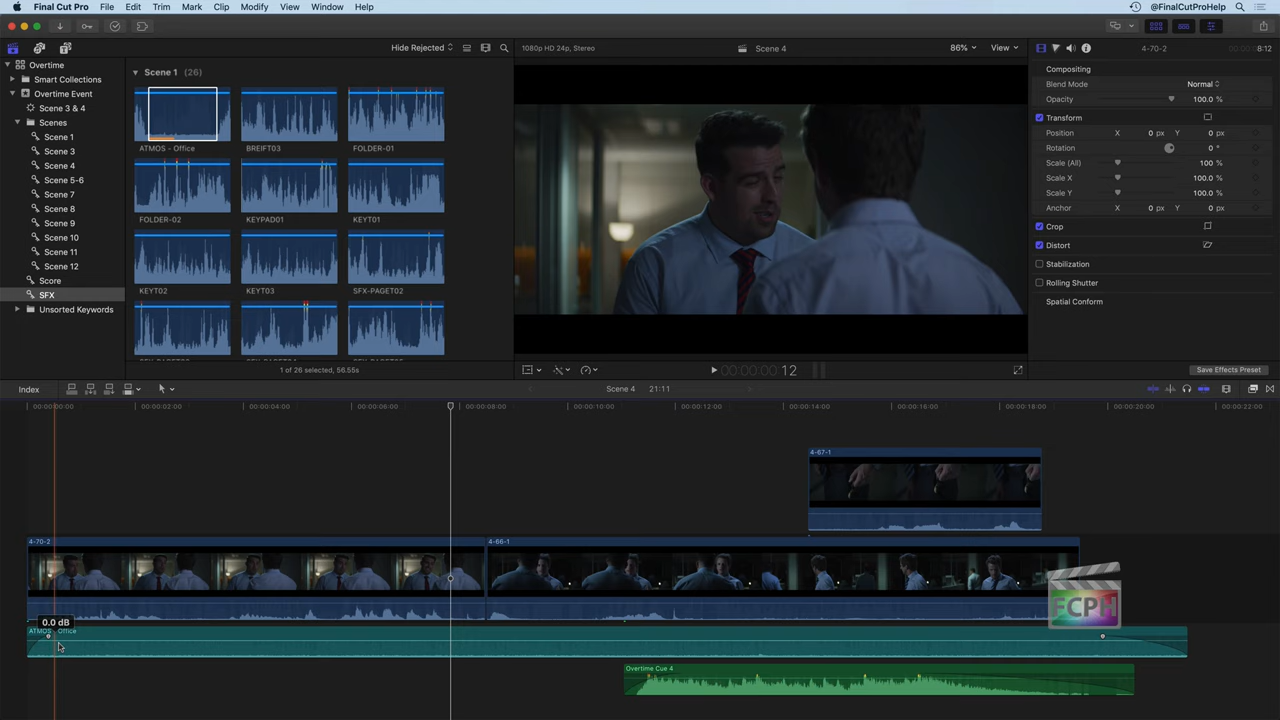 Final Cut Pro File Edit Trim Mark Clip Modify View Window Help @FinalCutProHelp
Hide Rejected
1080p HD 24p, Stereo Scene 4 86% View
4-70-2 8:12
Overtime
Smart Collections
Overtime Event
Scene 3 & 4
Scenes
Scene 1
Scene 3
Scene 4
Scene 5-6
Scene 7
Scene 8
Scene 9
Scene 10
Scene 11
Scene 12
Score
SFX
Unsorted Keywords
Scene 1 (26)
ATMOS - Office BREIFT03 FOLDER-01
FOLDER-02 KEYPAD01 KEYT01
KEYT02 KEYT03 SFX-PAGET02
1 of 26 selected, 56.55s
12
Compositing
Blend Mode Normal
Opacity 100.0 %
Transform
Position X 0 px Y 0 px
Rotation 0 °
Scale (All) 100 %
Scale X 100.0 %
Scale Y 100.0 %
Anchor X 0 px Y 0 px
Crop
Distort
Stabilization
Rolling Shutter
Spatial Conform
Save Effects Preset
Index Scene 4 21:11
00:00:00:00 00:00:02:00 00:00:04:00 00:00:06:00 00:00:08:00 00:00:10:00 00:00:12:00 00:00:14:00 00:00:16:00 00:00:18:00 00:00:20:00 00:00:22:00
4-67-1
4-70-2 4-66-1
FCPH
0.0 dB
ATMOS - Office
Overtime Cue 4